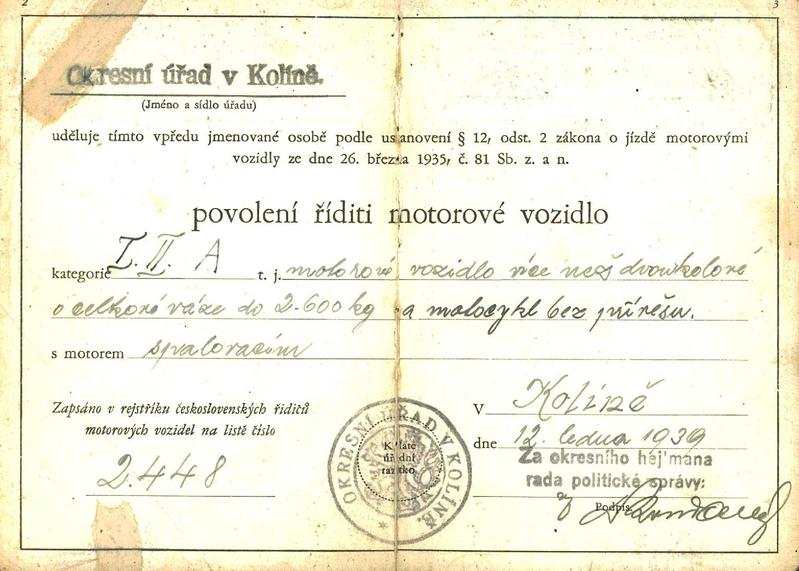 2
3
Okresní úřad v Kolíně.
(Jméno a sídlo úřadu)
uděluje tímto vpředu jmenované osobě podle ustanovení § 12, odst. 2 zákona o jízdě motorovými
vozidly ze dne 26. března 1935, č. 81 Sb. z. a n.
povolení říditi motorové vozidlo
kategorie I. II. A t. j. motorové vozidlo více než dvoukolové
o celkové váze do 2.600 kg a motocykl bez přívěsu.
s motorem spalovacím
Zapsáno v rejstříku československých řidičů
motorových vozidel na listě číslo
2.448
OKRESNÍ ÚŘAD V KOLÍNĚ.
Kulaté
úřední
razítko.
V Kolíně
dne 12. ledna 1939
Za okresního hejtmana
rada politické správy:
Podpis